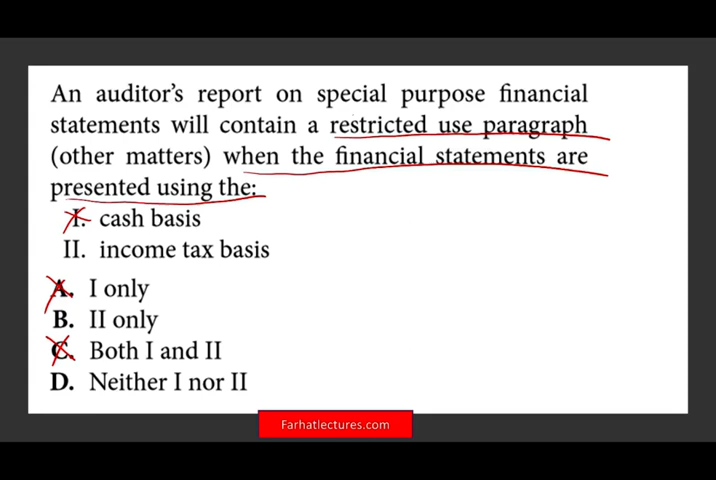 An auditor's report on special purpose financial
statements will contain a restricted use paragraph
(other matters) when the financial statements are
presented using the:
I. cash basis
II. income tax basis
A. I only
B. II only
C. Both I and II
D. Neither I nor II
Farhatlectures.com